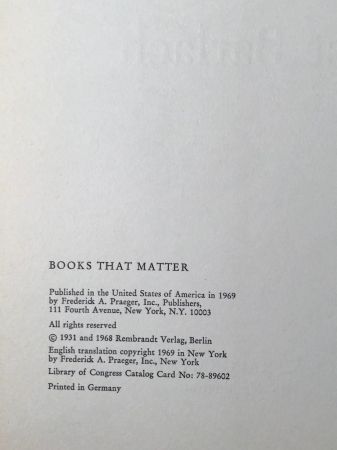 BOOKS THAT MATTER
Published in the United States of America in 1969
by Frederick A. Praeger, Inc., Publishers,
111 Fourth Avenue, New York, N.Y. 10003
All rights reserved
© 1931 and 1968 Rembrandt Verlag, Berlin
English translation copyright 1969 in New York
by Frederick A. Praeger, Inc., New York
Library of Congress Catalog Card No: 78-89602
Printed in Germany